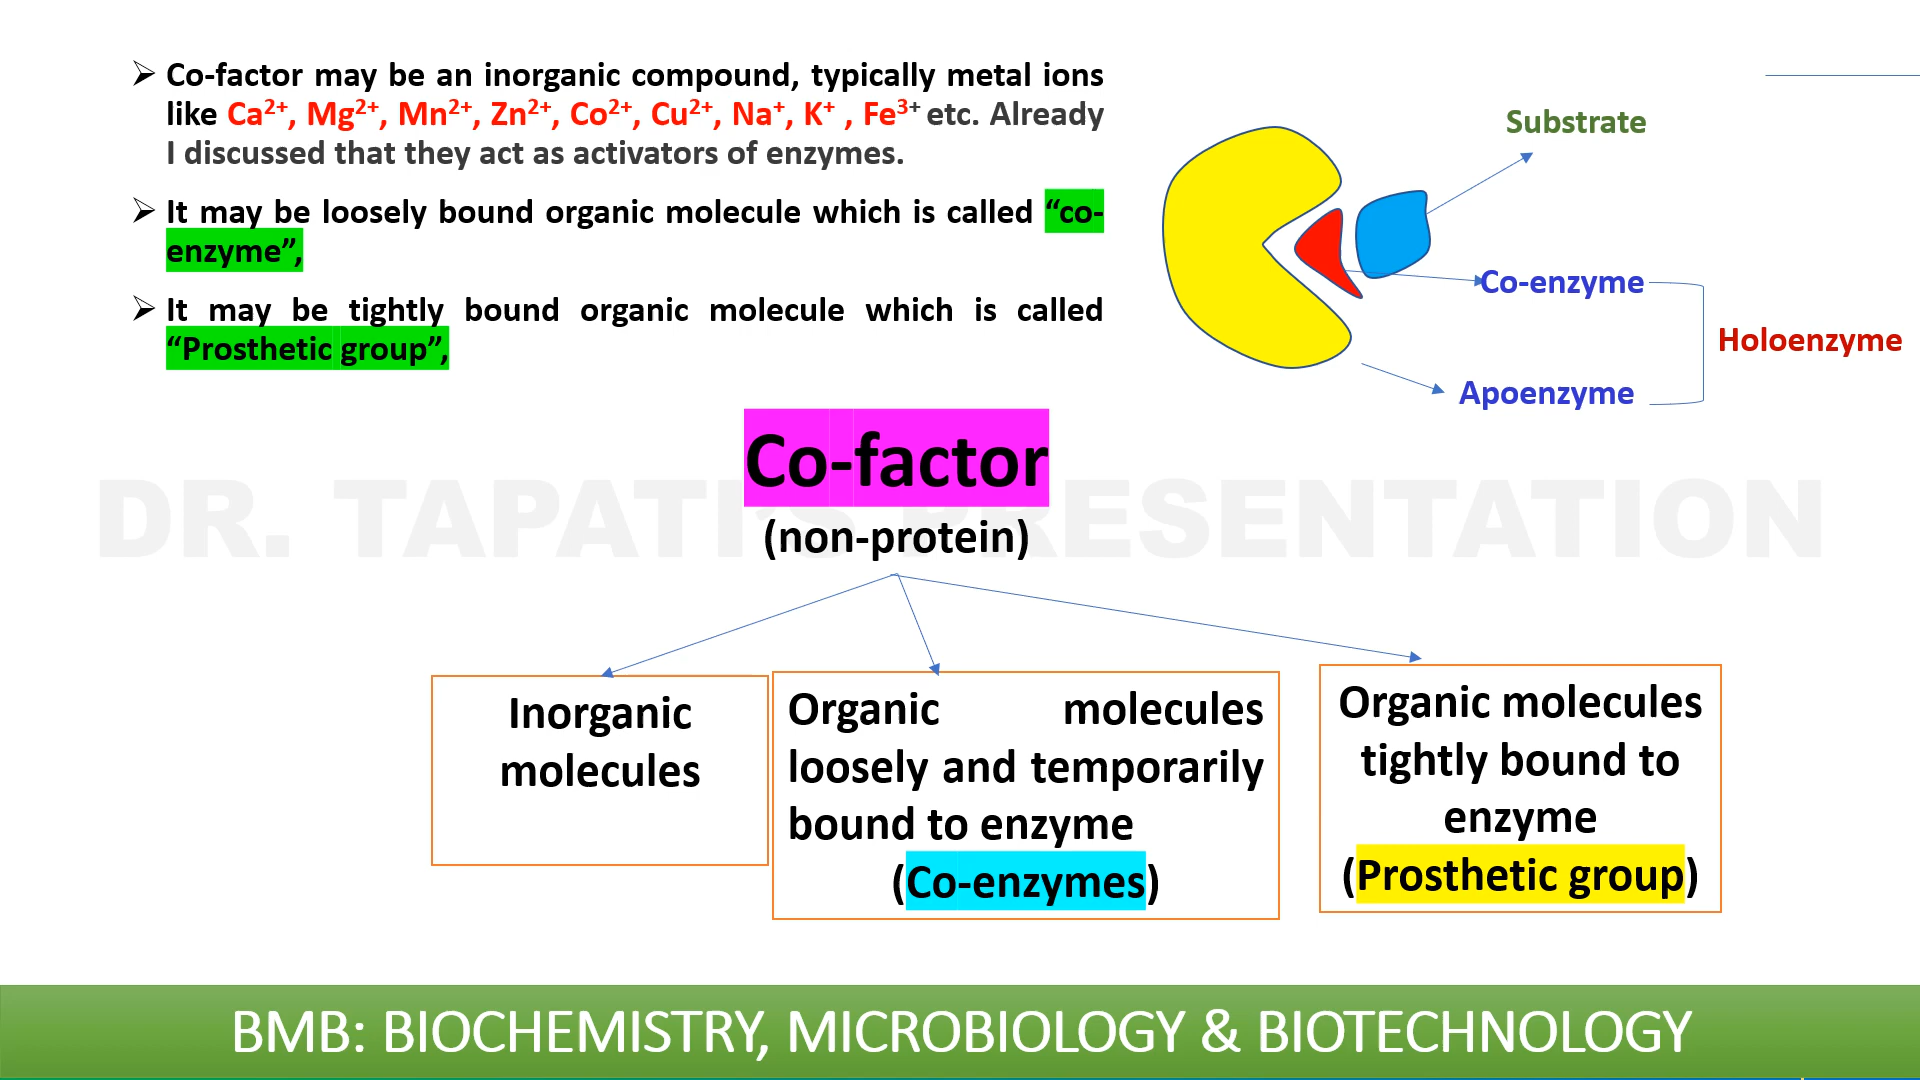 ➢ Co-factor may be an inorganic compound, typically metal ions
like Ca²⁺, Mg²⁺, Mn²⁺, Zn²⁺, Co²⁺, Cu²⁺, Na⁺, K⁺ , Fe³⁺ etc. Already
I discussed that they act as activators of enzymes.
➢ It may be loosely bound organic molecule which is called “co-
enzyme”,
➢ It may be tightly bound organic molecule which is called
“Prosthetic group”,
Substrate
Co-enzyme
Holoenzyme
Apoenzyme
Co-factor
(non-protein)
DR. TAPATI’S PRESENTATION
Inorganic
molecules
Organic molecules
loosely and temporarily
bound to enzyme
(Co-enzymes)
Organic molecules
tightly bound to
enzyme
(Prosthetic group)
BMB: BIOCHEMISTRY, MICROBIOLOGY & BIOTECHNOLOGY